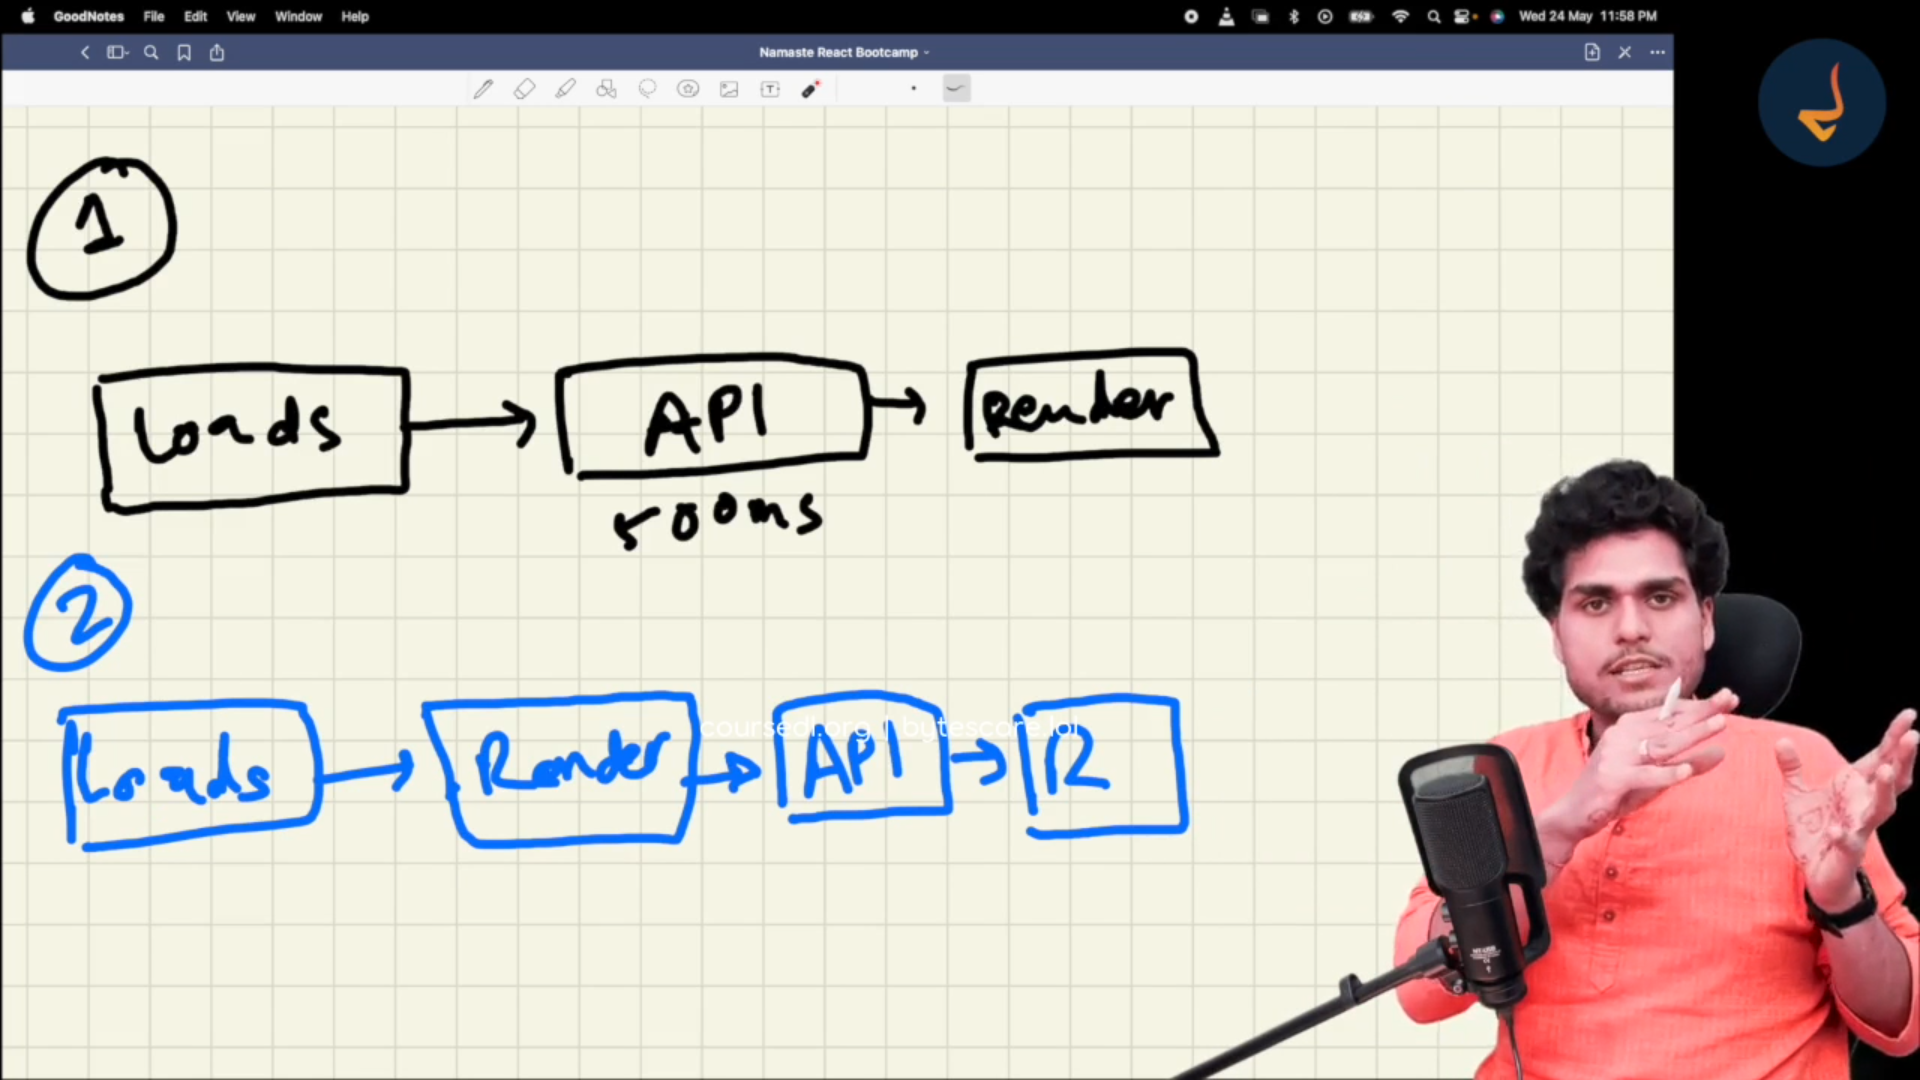 GoodNotes File Edit View Window Help Wed 24 May 11:58 PM
Namaste React Bootcamp
1
Loads API Render
500ms
2
Loads Render API R
coursedl.org | bytescare.lol